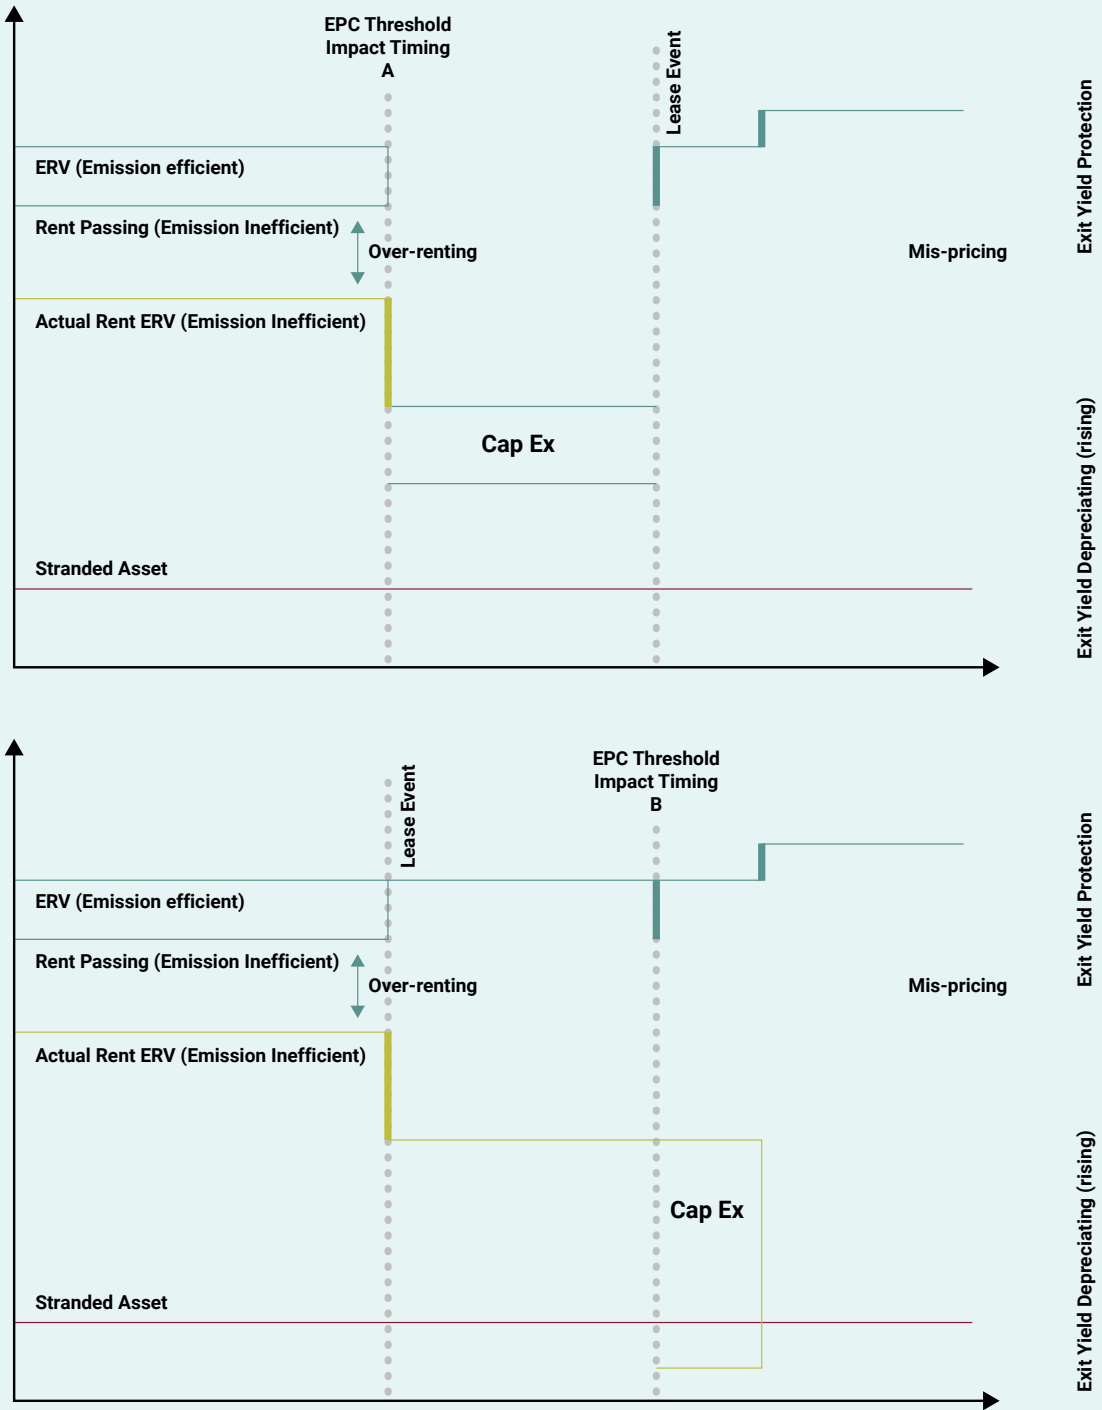 EPC Threshold
Impact Timing
A
Lease Event
ERV (Emission efficient)
Rent Passing (Emission Inefficient)
Over-renting
Mis-pricing
Exit Yield Protection
Actual Rent ERV (Emission Inefficient)
Cap Ex
Exit Yield Depreciating (rising)
Stranded Asset
EPC Threshold
Impact Timing
B
Lease Event
ERV (Emission efficient)
Rent Passing (Emission Inefficient)
Over-renting
Mis-pricing
Exit Yield Protection
Actual Rent ERV (Emission Inefficient)
Cap Ex
Exit Yield Depreciating (rising)
Stranded Asset